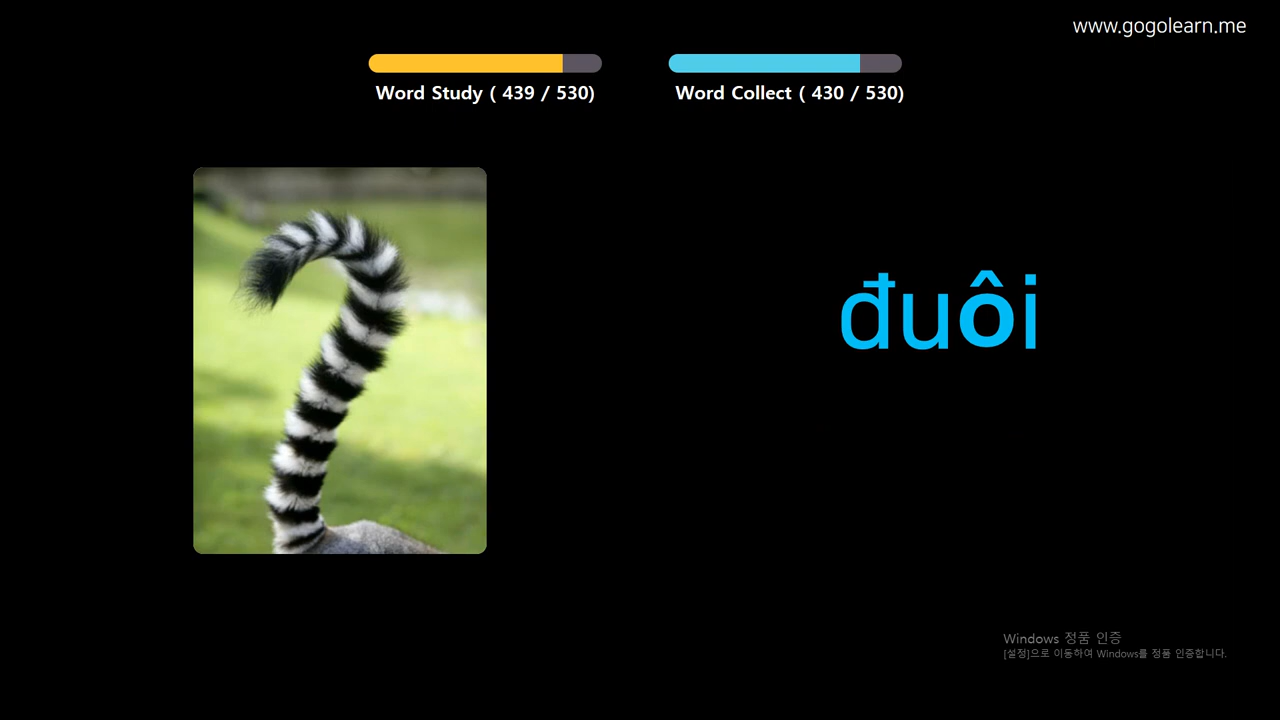 www.gogolearn.me
Word Study ( 439 / 530)
Word Collect ( 430 / 530)
đuôi
Windows 정품 인증
[설정]으로 이동하여 Windows를 정품 인증합니다.